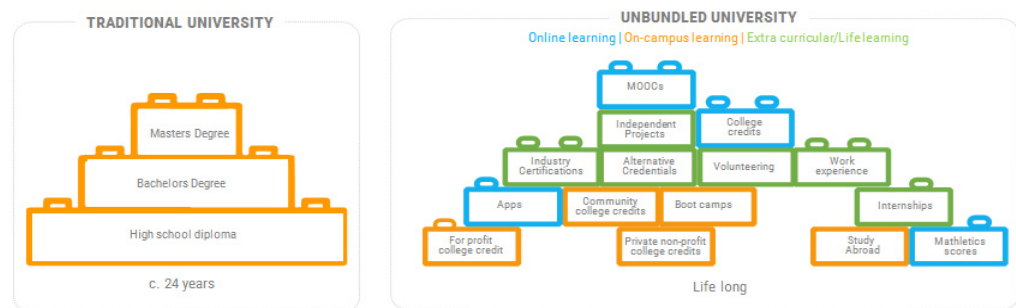 TRADITIONAL UNIVERSITY
Masters Degree
Bachelors Degree
High school diploma
c. 24 years
UNBUNDLED UNIVERSITY
Online learning | On-campus learning | Extra curricular/Life learning
MOOCs
Independent
Projects
College
credits
Industry
Certifications
Alternative
Credentials
Volunteering
Work
experience
Apps
Community
college credits
Boot camps
Internships
For profit
college credit
Private non-profit
college credits
Study
Abroad
Mathletics
scores
Life long